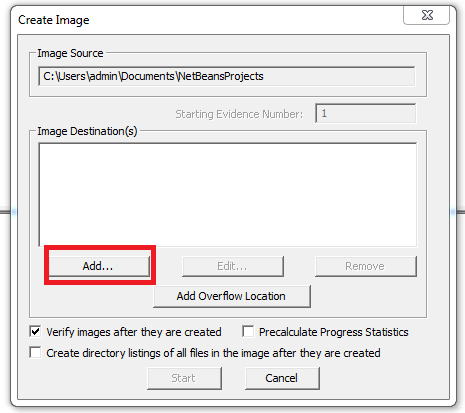 Create Image
Image Source
C:\Users\admin\Documents\NetBeansProjects
Starting Evidence Number: 1
Image Destination(s)
Add... Edit... Remove
Add Overflow Location
Verify images after they are created Precalculate Progress Statistics
Create directory listings of all files in the image after they are created
Start Cancel